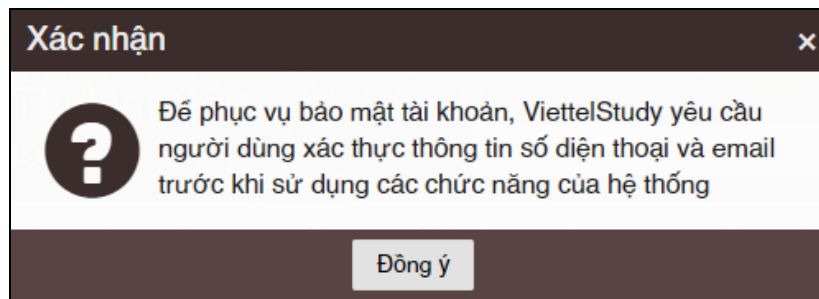 Xác nhận
×
Để phục vụ bảo mật tài khoản, ViettelStudy yêu cầu
người dùng xác thực thông tin số diện thoại và email
trước khi sử dụng các chức năng của hệ thống
Đồng ý